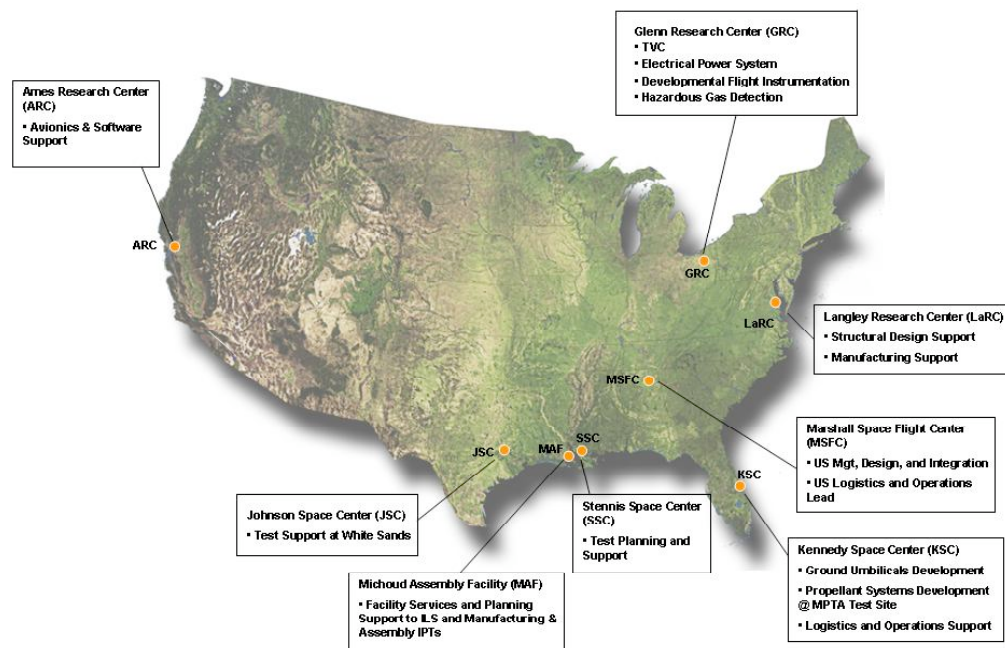 Glenn Research Center (GRC)
▪ TVC
▪ Electrical Power System
▪ Developmental Flight Instrumentation
▪ Hazardous Gas Detection
Ames Research Center
(ARC)
▪ Avionics & Software
Support
ARC
GRC
LaRC
Langley Research Center (LaRC)
▪ Structural Design Support
▪ Manufacturing Support
MSFC
Marshall Space Flight Center
(MSFC)
▪ US Mgt, Design, and Integration
▪ US Logistics and Operations
Lead
JSC
MAF
SSC
KSC
Johnson Space Center (JSC)
▪ Test Support at White Sands
Stennis Space Center
(SSC)
▪ Test Planning and
Support
Kennedy Space Center (KSC)
▪ Ground Umbilicals Development
▪ Propellant Systems Development
@ MPTA Test Site
▪ Logistics and Operations Support
Michoud Assembly Facility (MAF)
▪ Facility Services and Planning
Support to ILS and Manufacturing &
Assembly IPTs